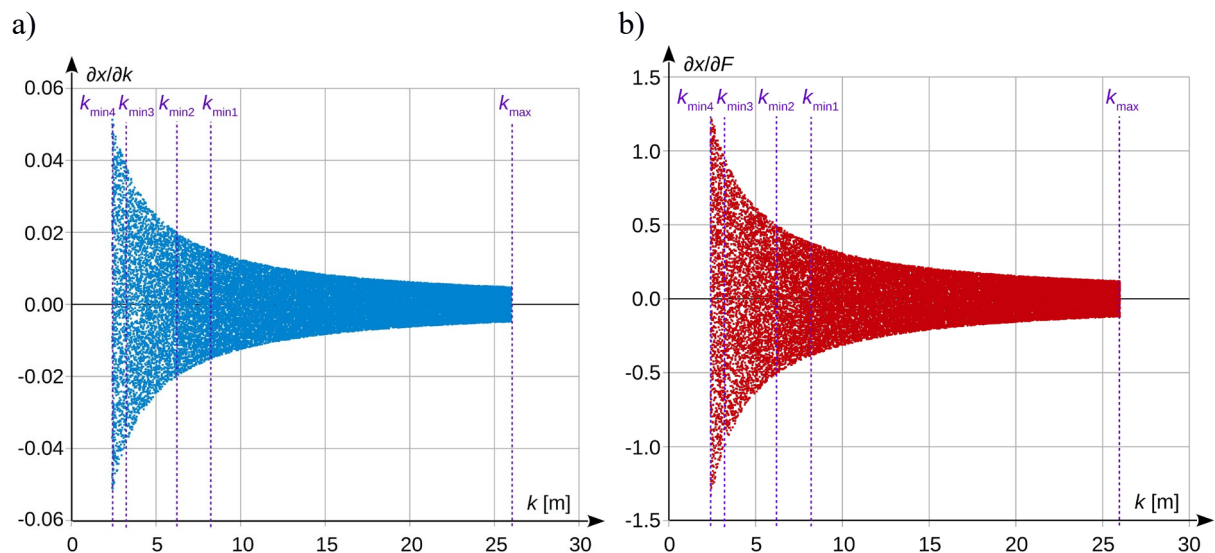 a)
∂x/∂k
0.06
k_min4 k_min3 k_min2 k_min1 k_max
0.04
0.02
0.00
-0.02
-0.04
k [m]
-0.06
0 5 10 15 20 25 30
b)
∂x/∂F
1.5
k_min4 k_min3 k_min2 k_min1 k_max
1.0
0.5
0.0
-0.5
-1.0
k [m]
-1.5
0 5 10 15 20 25 30